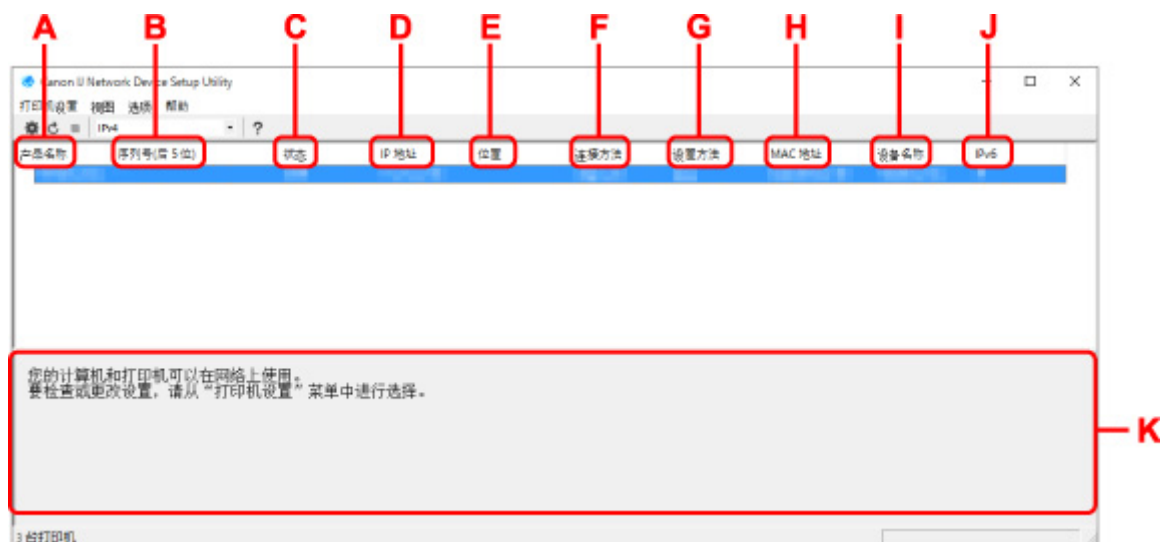 A B C D E F G H I J
Canon IJ Network Device Setup Utility
打印机设置 视图 选项 帮助
IPv4 ?
产品名称 序列号(后 5 位) 状态 IP 地址 位置 连接方法 设置方法 MAC 地址 设备名称 IPv6
您的计算机和打印机可以在网络上使用。
要检查或更改设置，请从“打印机设置”菜单中进行选择。
K
3 台打印机